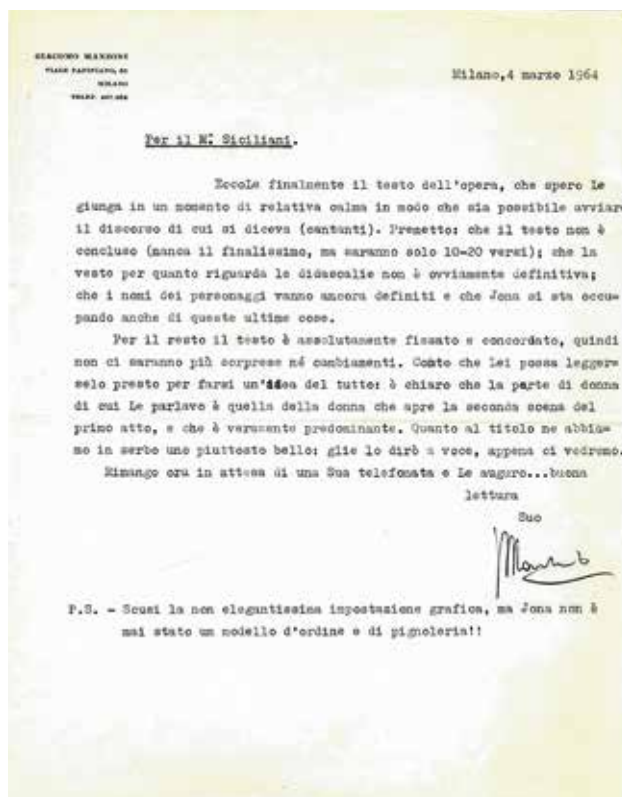 GIACOMO MANZONI
VIALE PAPINIANO,
MILANO
TELEF.
Milano,4 marzo 1964
Per il M° Siciliani.
EccoLe finalmente il testo dell'opera, che spero Le
giunga in un momento di relativa calma in modo che sia possibile avviare
il discorso di cui si diceva (cantanti). Premetto: che il testo non è
concluso (manca il finalissimo, ma saranno solo 10-20 versi); che la
veste per quanto riguarda le didascalie non è ovviamente definitiva;
che i nomi dei personaggi vanno ancora definiti e che Jona si sta occu-
pando anche di queste ultime cose.
Per il resto il testo è assolutamente fissato e concordato, quindi
non ci saranno più sorprese né cambiamenti. Conto che Lei possa legger=
selo presto per farsi un'idea del tutto: è chiaro che la parte di donna
di cui Le parlavo è quella della donna che apre la seconda scena del
primo atto, e che è veramente predominante. Quanto al titolo ne abbia=
mo in serbo uno piuttosto bello: glie lo dirò a voce, appena ci vedremo.
Rimango ora in attesa di una Sua telefonata e Le auguro...buona
lettura
Suo
P.S. - Scusi la non elegantissima impostazione grafica, ma Jona non è
mai stato un modello d'ordine e di pignoleria!!